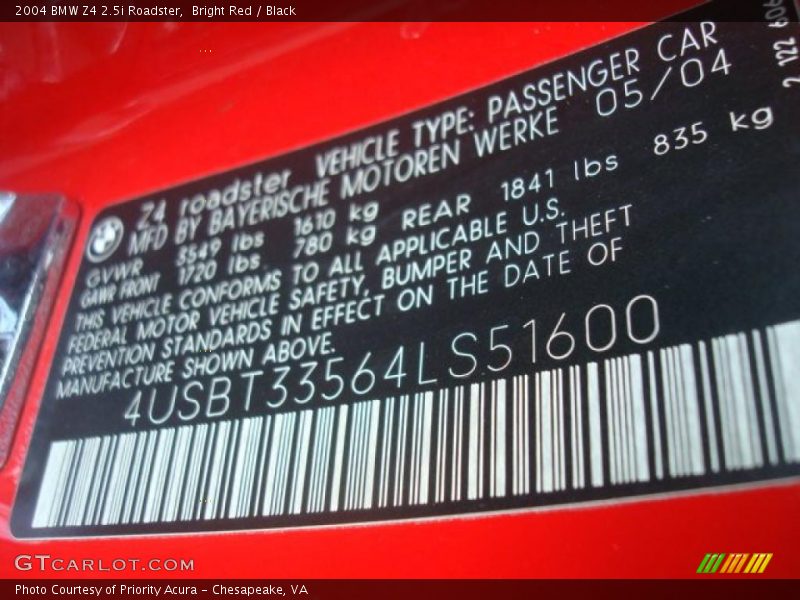 2004 BMW Z4 2.5i Roadster, Bright Red / Black
Z4 roadster VEHICLE TYPE: PASSENGER CAR
MFD BY BAYERISCHE MOTOREN WERKE 05/04
GVWR 3549 lbs 1610 kg
GAWR FRONT 1720 lbs 780 kg REAR 1841 lbs 835 kg
THIS VEHICLE CONFORMS TO ALL APPLICABLE U.S.
FEDERAL MOTOR VEHICLE SAFETY, BUMPER AND THEFT
PREVENTION STANDARDS IN EFFECT ON THE DATE OF
MANUFACTURE SHOWN ABOVE.
4USBT33564LS51600
GTCARLOT.COM
Photo Courtesy of Priority Acura - Chesapeake, VA